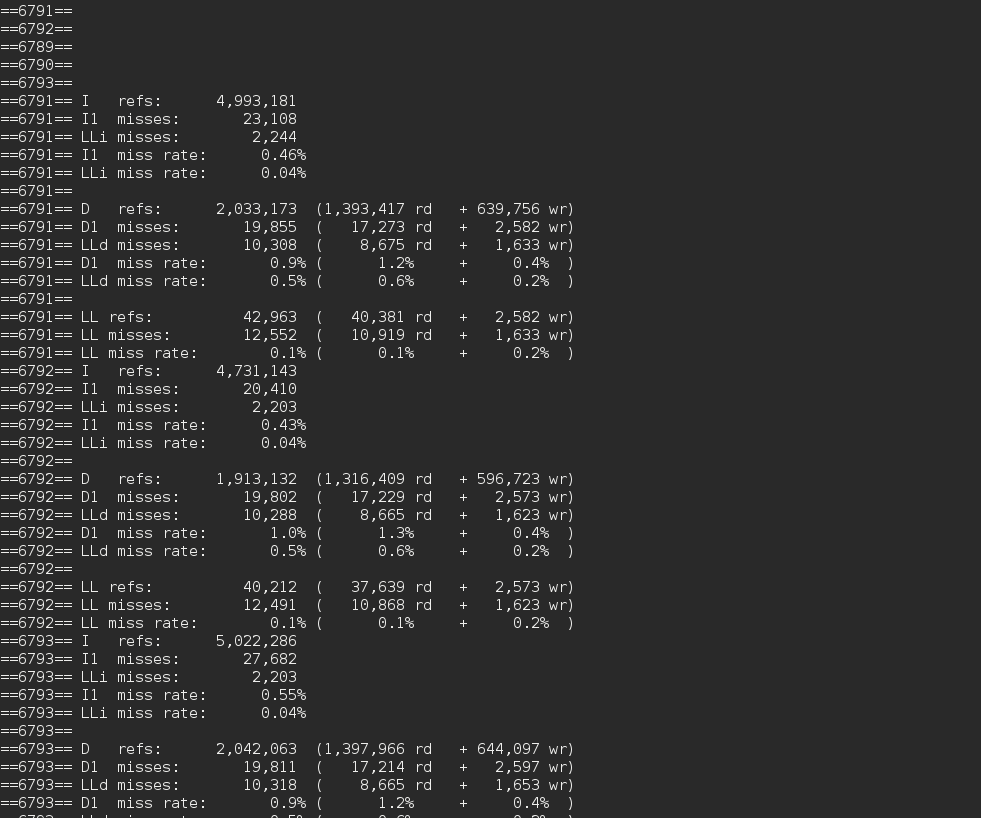 ==6791==
==6792==
==6789==
==6790==
==6793==
==6791== I   refs:      4,993,181
==6791== I1  misses:       23,108
==6791== LLi misses:        2,244
==6791== I1  miss rate:      0.46%
==6791== LLi miss rate:      0.04%
==6791==
==6791== D   refs:      2,033,173  (1,393,417 rd   + 639,756 wr)
==6791== D1  misses:       19,855  (   17,273 rd   +   2,582 wr)
==6791== LLd misses:       10,308  (    8,675 rd   +   1,633 wr)
==6791== D1  miss rate:       0.9% (      1.2%     +     0.4%  )
==6791== LLd miss rate:       0.5% (      0.6%     +     0.2%  )
==6791==
==6791== LL refs:          42,963  (   40,381 rd   +   2,582 wr)
==6791== LL misses:        12,552  (   10,919 rd   +   1,633 wr)
==6791== LL miss rate:        0.1% (      0.1%     +     0.2%  )
==6792== I   refs:      4,731,143
==6792== I1  misses:       20,410
==6792== LLi misses:        2,203
==6792== I1  miss rate:      0.43%
==6792== LLi miss rate:      0.04%
==6792==
==6792== D   refs:      1,913,132  (1,316,409 rd   + 596,723 wr)
==6792== D1  misses:       19,802  (   17,229 rd   +   2,573 wr)
==6792== LLd misses:       10,288  (    8,665 rd   +   1,623 wr)
==6792== D1  miss rate:       1.0% (      1.3%     +     0.4%  )
==6792== LLd miss rate:       0.5% (      0.6%     +     0.2%  )
==6792==
==6792== LL refs:          40,212  (   37,639 rd   +   2,573 wr)
==6792== LL misses:        12,491  (   10,868 rd   +   1,623 wr)
==6792== LL miss rate:        0.1% (      0.1%     +     0.2%  )
==6793== I   refs:      5,022,286
==6793== I1  misses:       27,682
==6793== LLi misses:        2,203
==6793== I1  miss rate:      0.55%
==6793== LLi miss rate:      0.04%
==6793==
==6793== D   refs:      2,042,063  (1,397,966 rd   + 644,097 wr)
==6793== D1  misses:       19,811  (   17,214 rd   +   2,597 wr)
==6793== LLd misses:       10,318  (    8,665 rd   +   1,653 wr)
==6793== D1  miss rate:       0.9% (      1.2%     +     0.4%  )